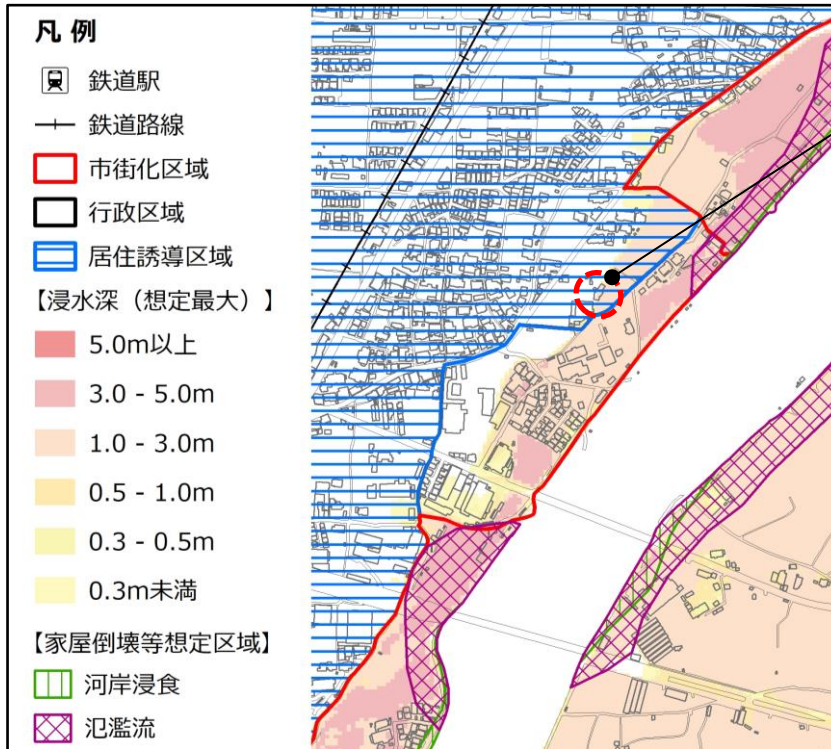 凡 例
鉄道駅
鉄道路線
市街化区域
行政区域
居住誘導区域
【浸水深（想定最大）】
5.0m以上
3.0 - 5.0m
1.0 - 3.0m
0.5 - 1.0m
0.3 - 0.5m
0.3m未満
【家屋倒壊等想定区域】
河岸浸食
氾濫流